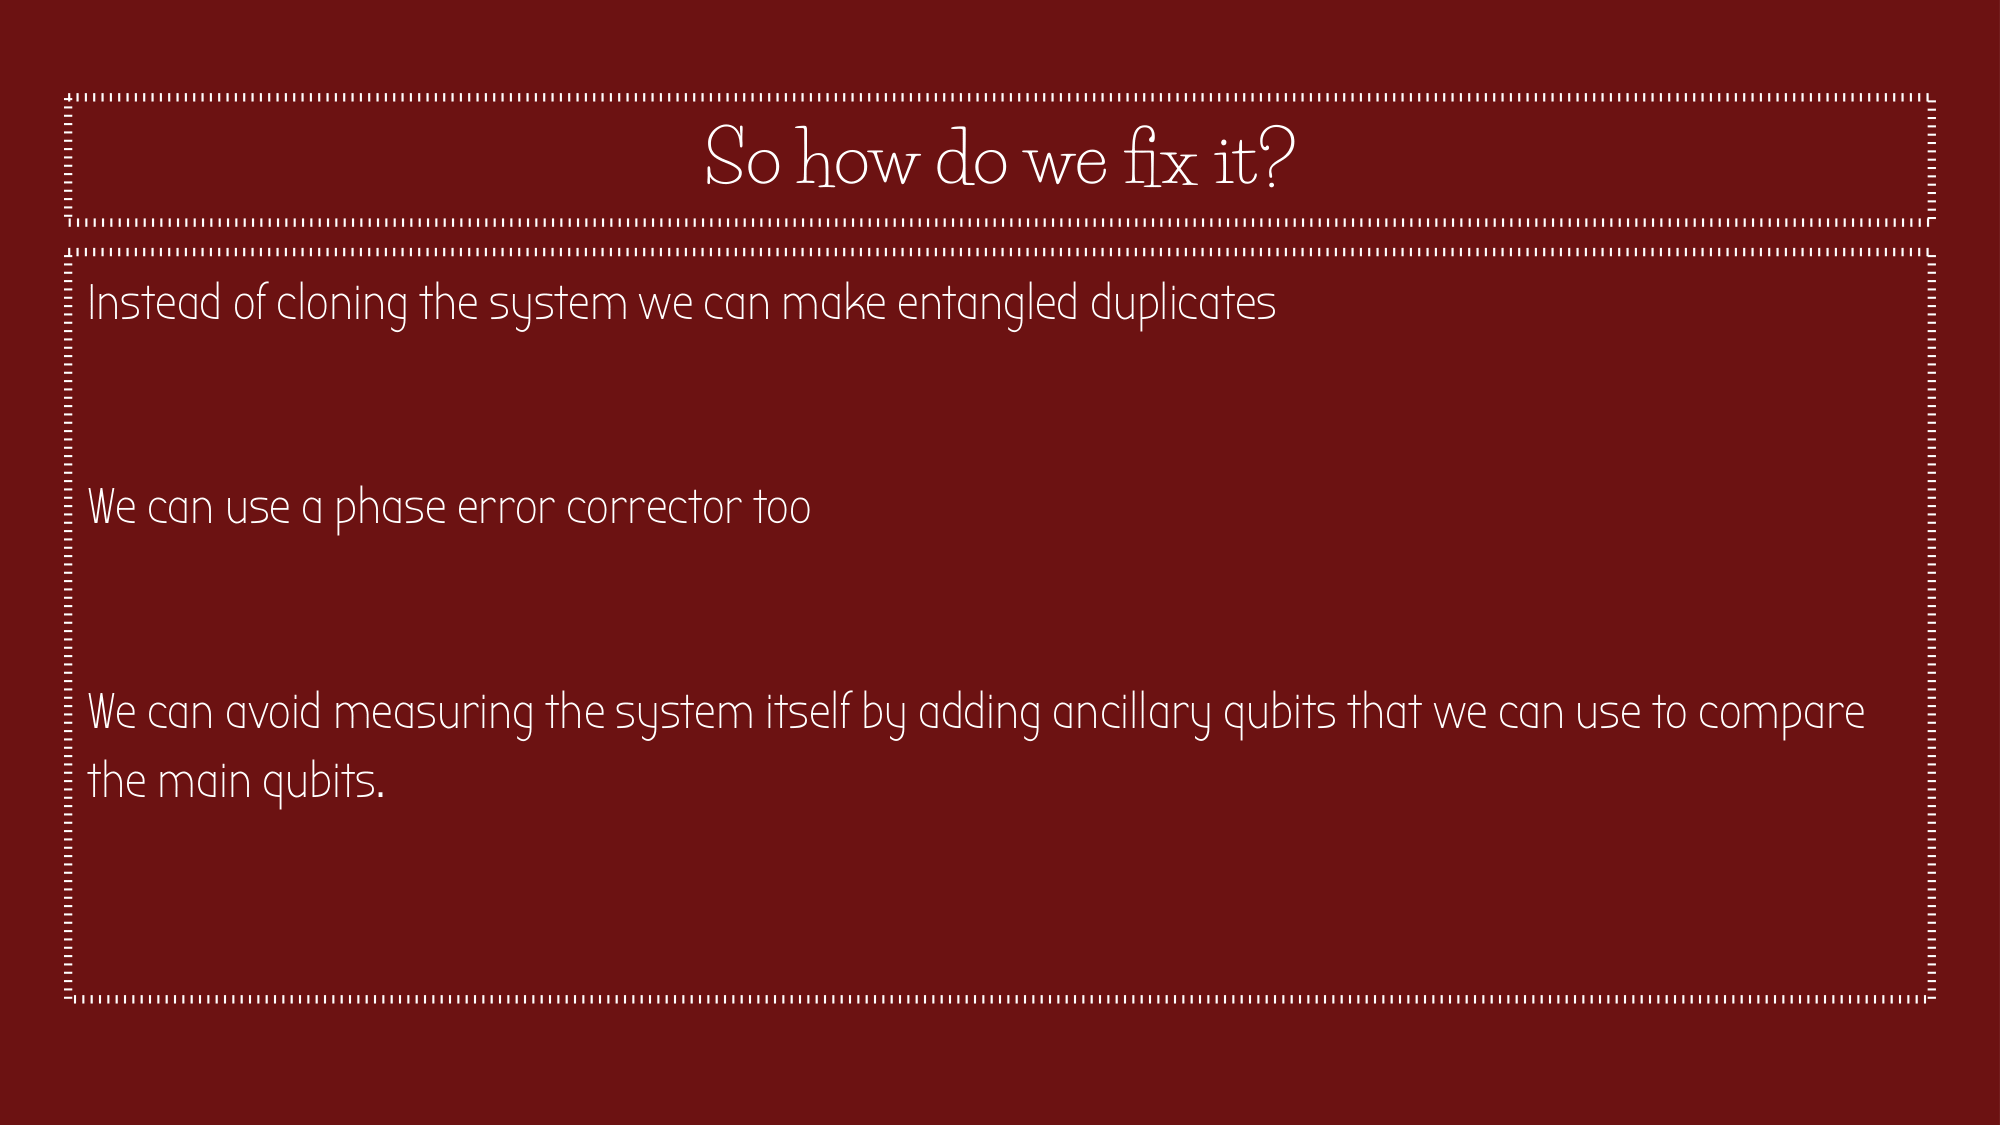 So how do we fix it?
Instead of cloning the system we can make entangled duplicates
We can use a phase error corrector too
We can avoid measuring the system itself by adding ancillary qubits that we can use to compare
the main qubits.